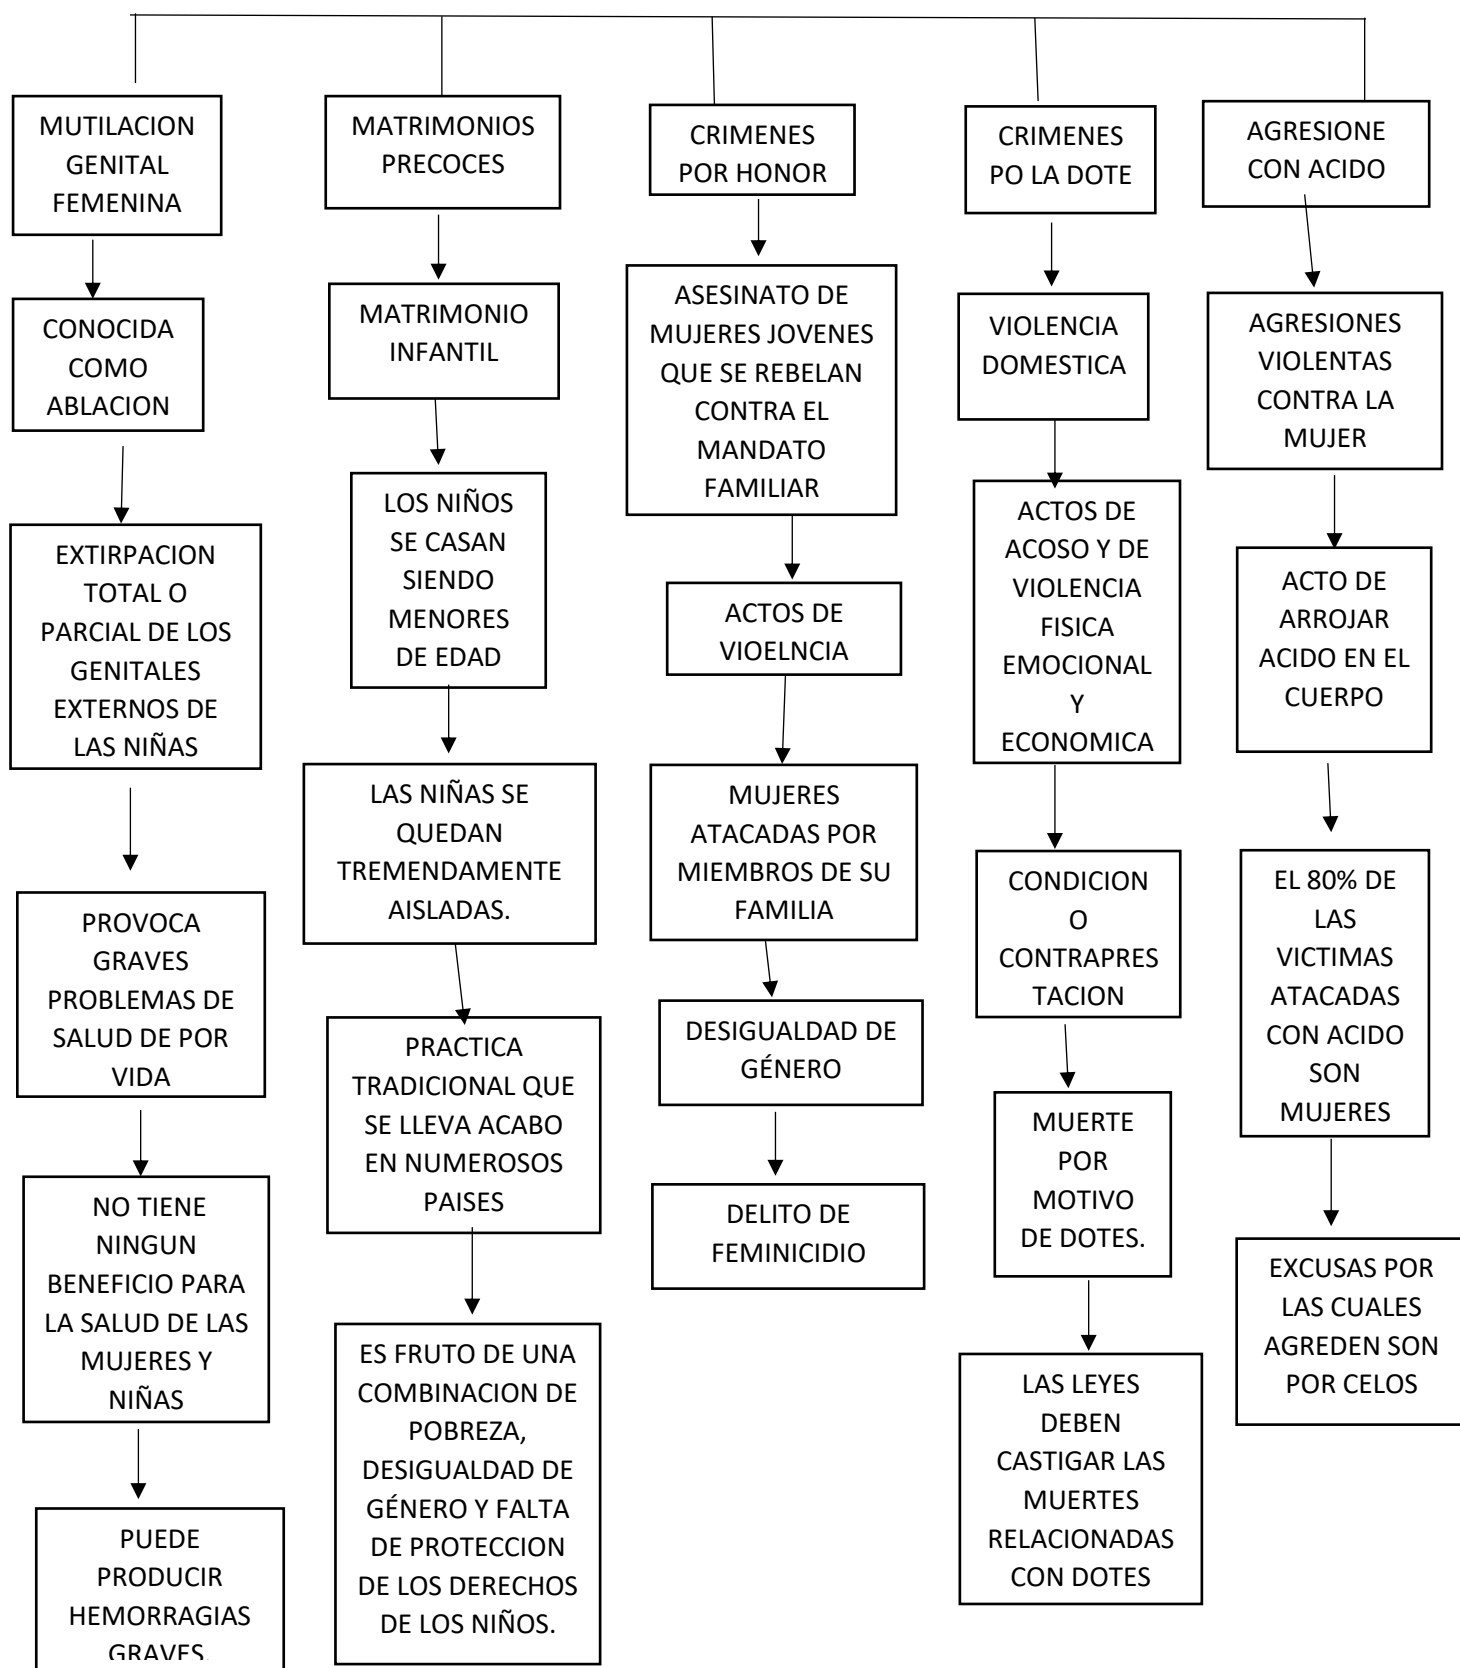 MUTILACION
GENITAL
FEMENINA
CONOCIDA
COMO
ABLACION
EXTIRPACION
TOTAL O
PARCIAL DE LOS
GENITALES
EXTERNOS DE
LAS NIÑAS
PROVOCA
GRAVES
PROBLEMAS DE
SALUD DE POR
VIDA
NO TIENE
NINGUN
BENEFICIO PARA
LA SALUD DE LAS
MUJERES Y
NIÑAS
PUEDE
PRODUCIR
HEMORRAGIAS
GRAVES.
MATRIMONIOS
PRECOCES
MATRIMONIO
INFANTIL
LOS NIÑOS
SE CASAN
SIENDO
MENORES
DE EDAD
LAS NIÑAS SE
QUEDAN
TREMENDAMENTE
AISLADAS.
PRACTICA
TRADICIONAL QUE
SE LLEVA ACABO
EN NUMEROSOS
PAISES
ES FRUTO DE UNA
COMBINACION DE
POBREZA,
DESIGUALDAD DE
GÉNERO Y FALTA
DE PROTECCION
DE LOS DERECHOS
DE LOS NIÑOS.
CRIMENES
POR HONOR
ASESINATO DE
MUJERES JOVENES
QUE SE REBELAN
CONTRA EL
MANDATO
FAMILIAR
ACTOS DE
VIOELNCIA
MUJERES
ATACADAS POR
MIEMBROS DE SU
FAMILIA
DESIGUALDAD DE
GÉNERO
DELITO DE
FEMINICIDIO
CRIMENES
PO LA DOTE
VIOLENCIA
DOMESTICA
ACTOS DE
ACOSO Y DE
VIOLENCIA
FISICA
EMOCIONAL
Y
ECONOMICA
CONDICION
O
CONTRAPRES
TACION
MUERTE
POR
MOTIVO
DE DOTES.
LAS LEYES
DEBEN
CASTIGAR LAS
MUERTES
RELACIONADAS
CON DOTES
AGRESIONE
CON ACIDO
AGRESIONES
VIOLENTAS
CONTRA LA
MUJER
ACTO DE
ARROJAR
ACIDO EN EL
CUERPO
EL 80% DE
LAS
VICTIMAS
ATACADAS
CON ACIDO
SON
MUJERES
EXCUSAS POR
LAS CUALES
AGREDEN SON
POR CELOS